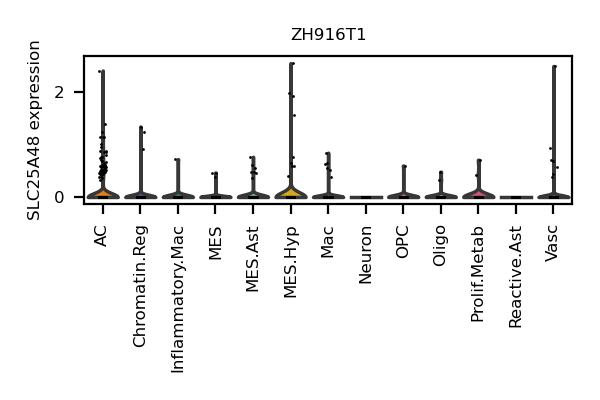 ZH916T1
SLC25A48 expression
2
0
AC
Chromatin.Reg
Inflammatory.Mac
MES
MES.Ast
MES.Hyp
Mac
Neuron
OPC
Oligo
Prolif.Metab
Reactive.Ast
Vasc